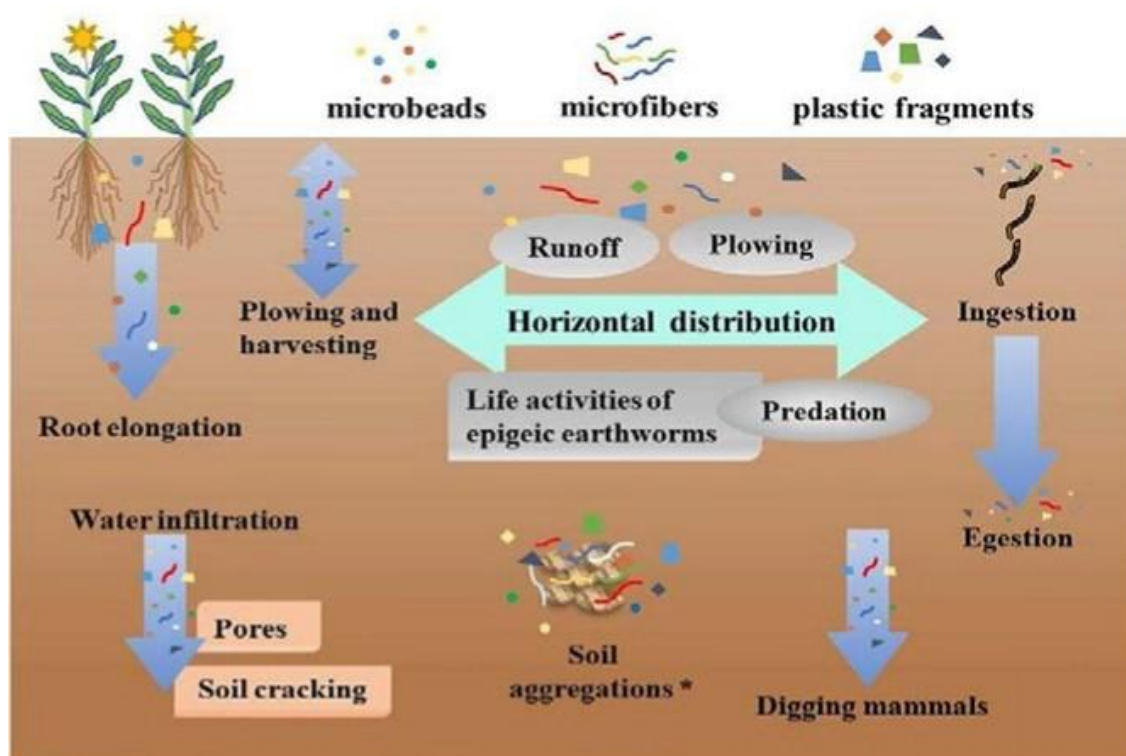 microbeads
microfibers
plastic fragments
Runoff
Plowing
Plowing and
harvesting
Horizontal distribution
Ingestion
Life activities of
epigeic earthworms
Predation
Root elongation
Water infiltration
Egestion
Pores
Soil cracking
Soil
aggregations *
Digging mammals